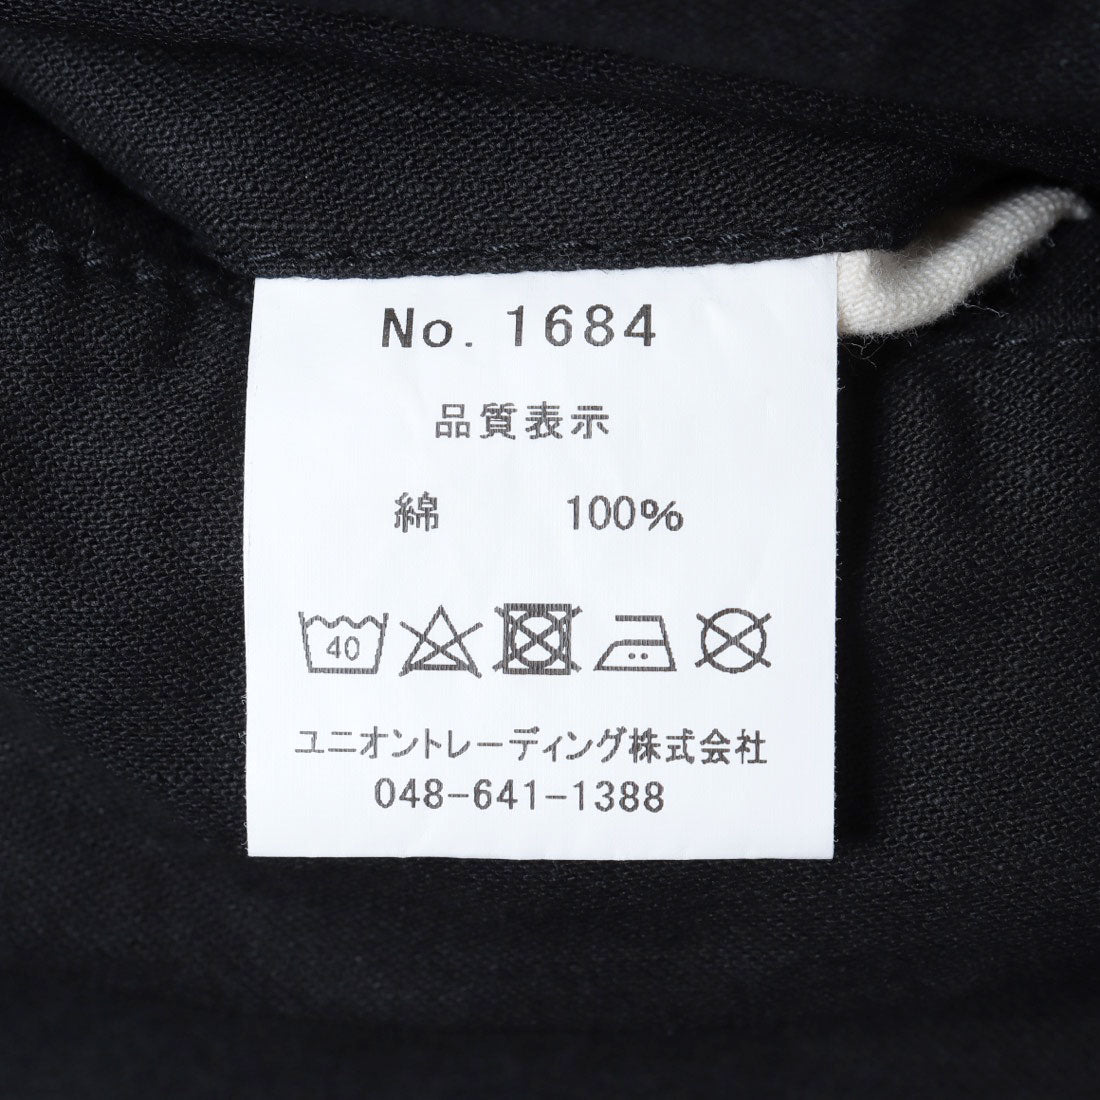 No. 1684
品質表示
綿 100%
40
ユニオントレーディング株式会社
048-641-1388